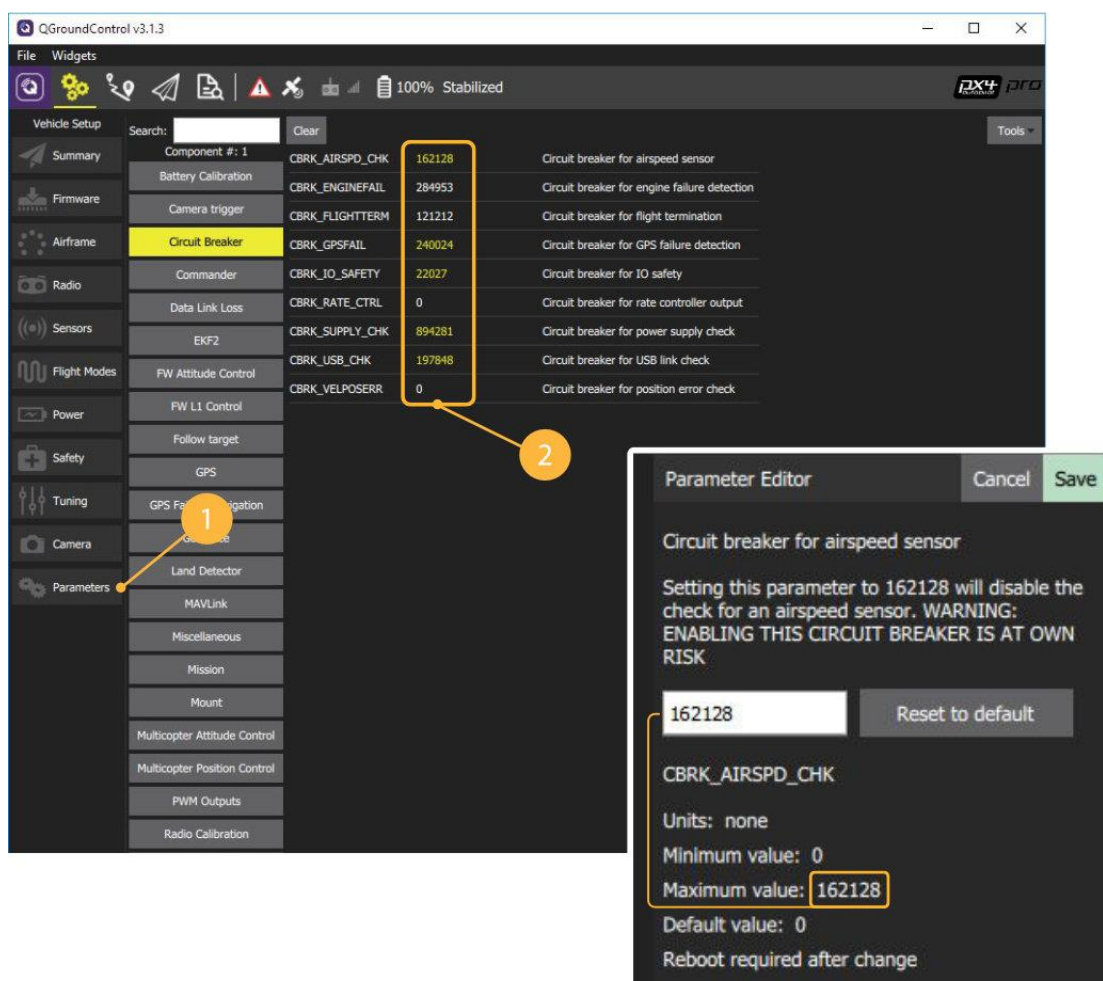 QGroundControl v3.1.3
File Widgets
100% Stabilized
px4 pro
Vehicle Setup
Summary
Firmware
Airframe
Radio
Sensors
Flight Modes
Power
Safety
Tuning
Camera
Parameters
Search:
Component #: 1
Battery Calibration
Camera trigger
Circuit Breaker
Commander
Data Link Loss
EKF2
FW Attitude Control
FW L1 Control
Follow target
GPS
GPS
Land Detector
MAVLink
Miscellaneous
Mission
Mount
Multicopter Attitude Control
Multicopter Position Control
PWM Outputs
Radio Calibration
Clear
Tools
CBRK_AIRSPD_CHK 162128 Circuit breaker for airspeed sensor
CBRK_ENGINEFAIL 284953 Circuit breaker for engine failure detection
CBRK_FLIGHTTERM 121212 Circuit breaker for flight termination
CBRK_GPSFAIL 240024 Circuit breaker for GPS failure detection
CBRK_IO_SAFETY 22027 Circuit breaker for IO safety
CBRK_RATE_CTRL 0 Circuit breaker for rate controller output
CBRK_SUPPLY_CHK 894281 Circuit breaker for power supply check
CBRK_USB_CHK 197848 Circuit breaker for USB link check
CBRK_VELPOSERR 0 Circuit breaker for position error check
1
2
Parameter Editor Cancel Save
Circuit breaker for airspeed sensor
Setting this parameter to 162128 will disable the
check for an airspeed sensor. WARNING:
ENABLING THIS CIRCUIT BREAKER IS AT OWN
RISK
162128 Reset to default
CBRK_AIRSPD_CHK
Units: none
Minimum value: 0
Maximum value: 162128
Default value: 0
Reboot required after change